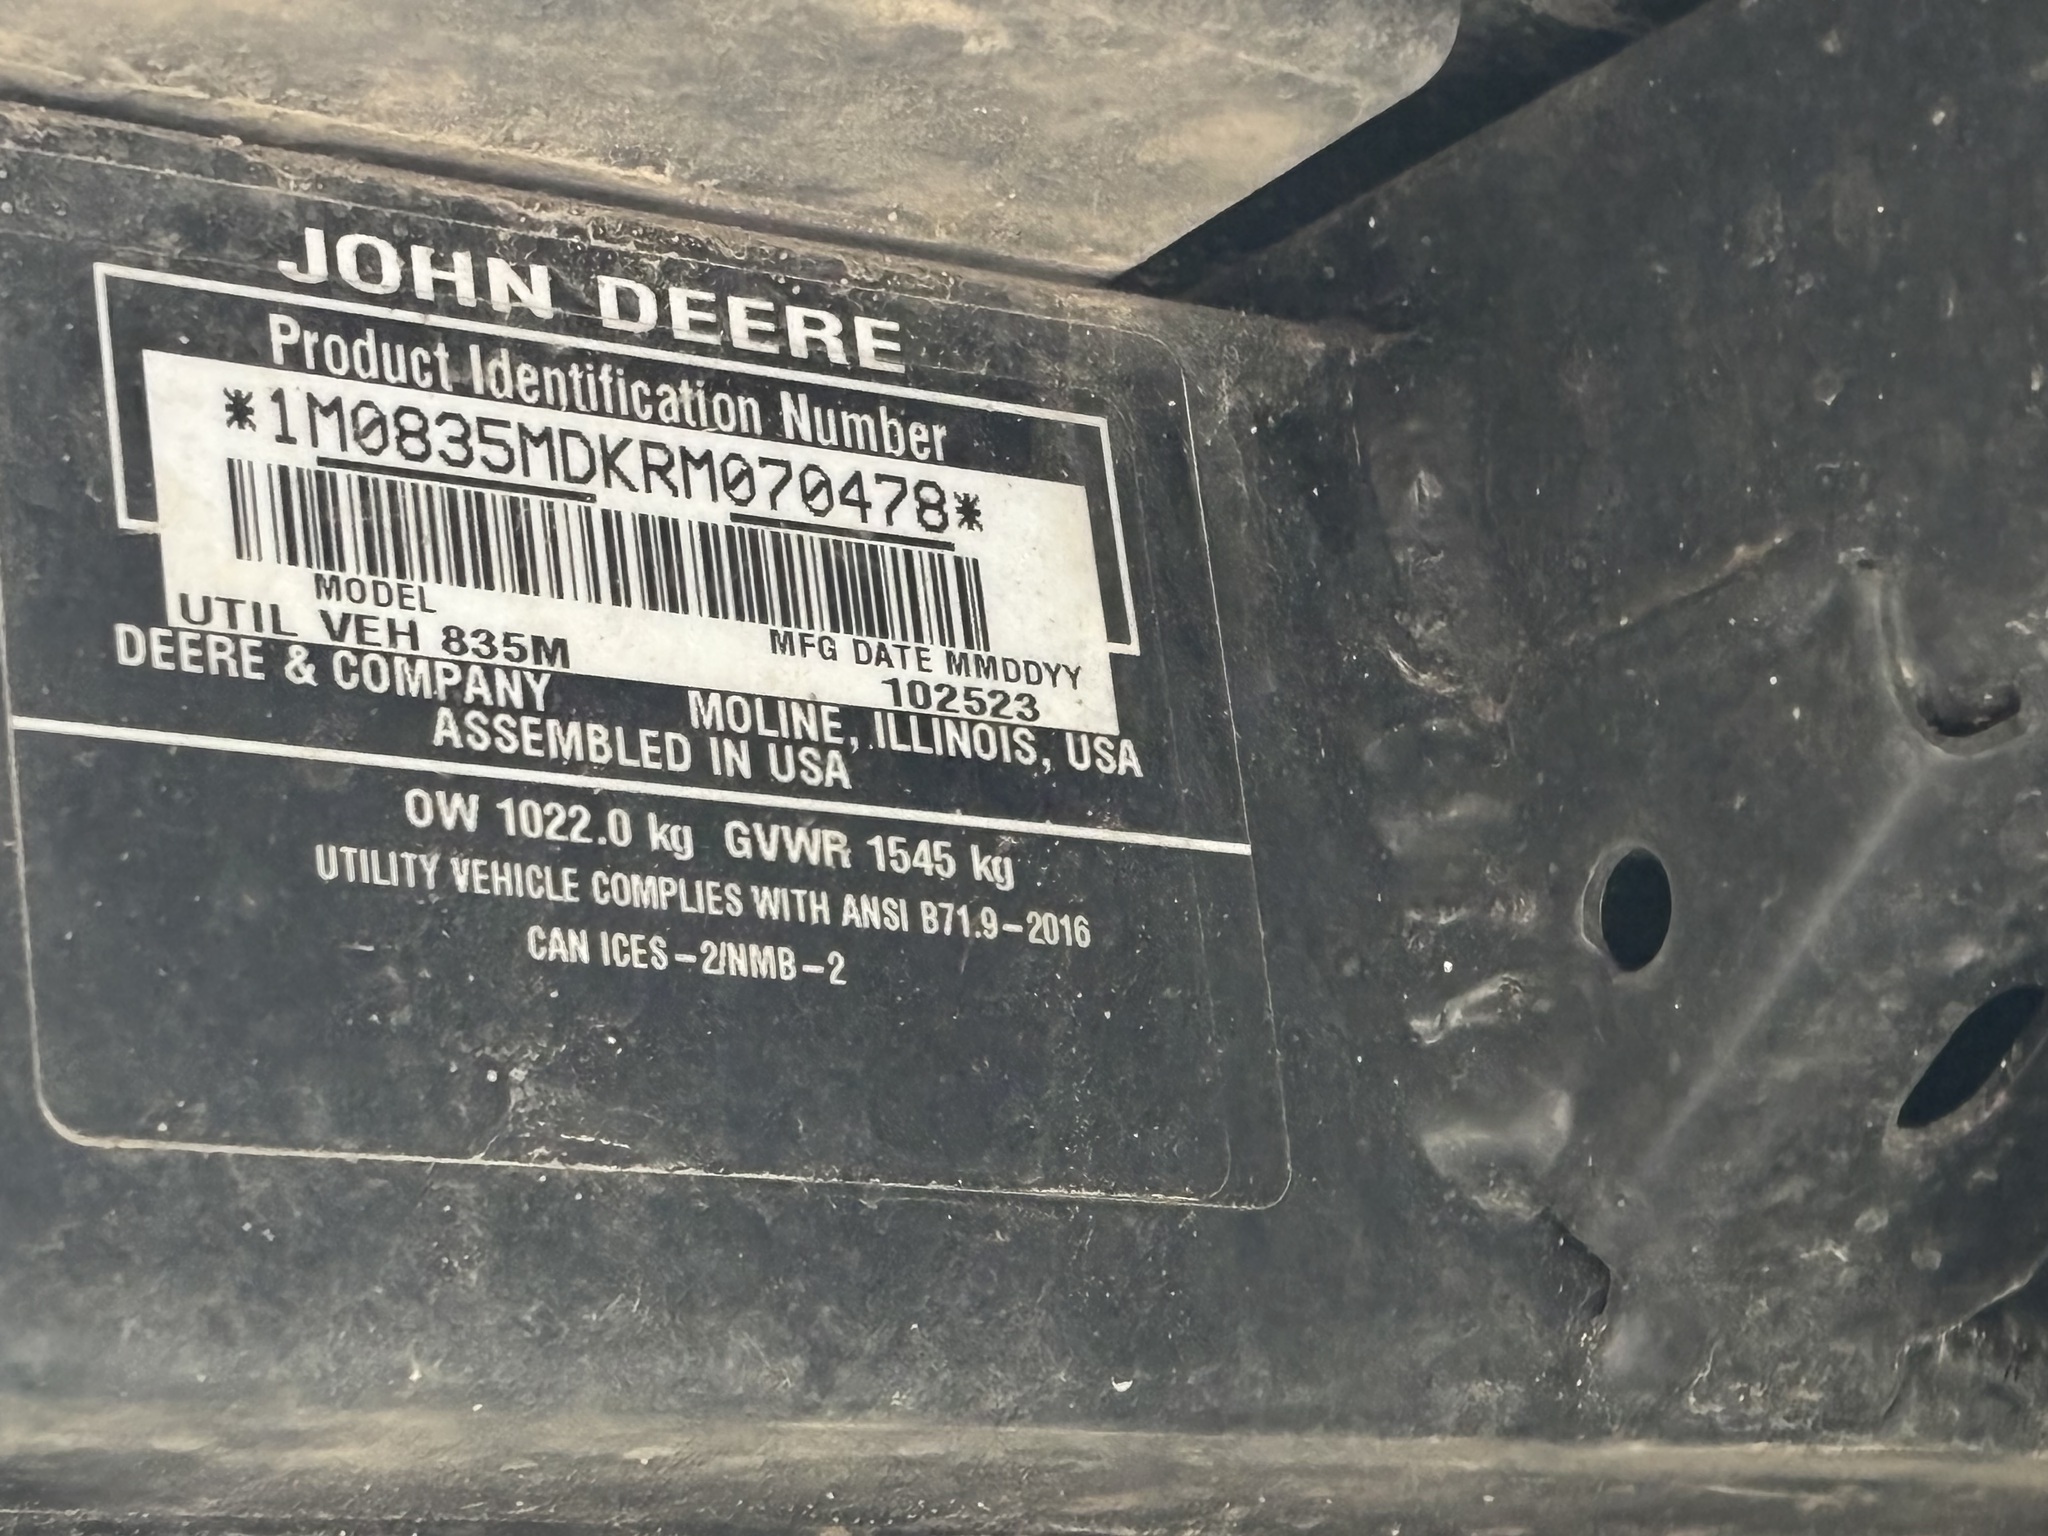 JOHN DEERE
Product Identification Number
*1M0835MDKRM070478*
MODEL
UTIL VEH 835M
MFG DATE MMDDYY
102523
DEERE & COMPANY
MOLINE, ILLINOIS, USA
ASSEMBLED IN USA
OW 1022.0 kg GVWR 1545 kg
UTILITY VEHICLE COMPLIES WITH ANSI B71.9-2016
CAN ICES-2/NMB-2